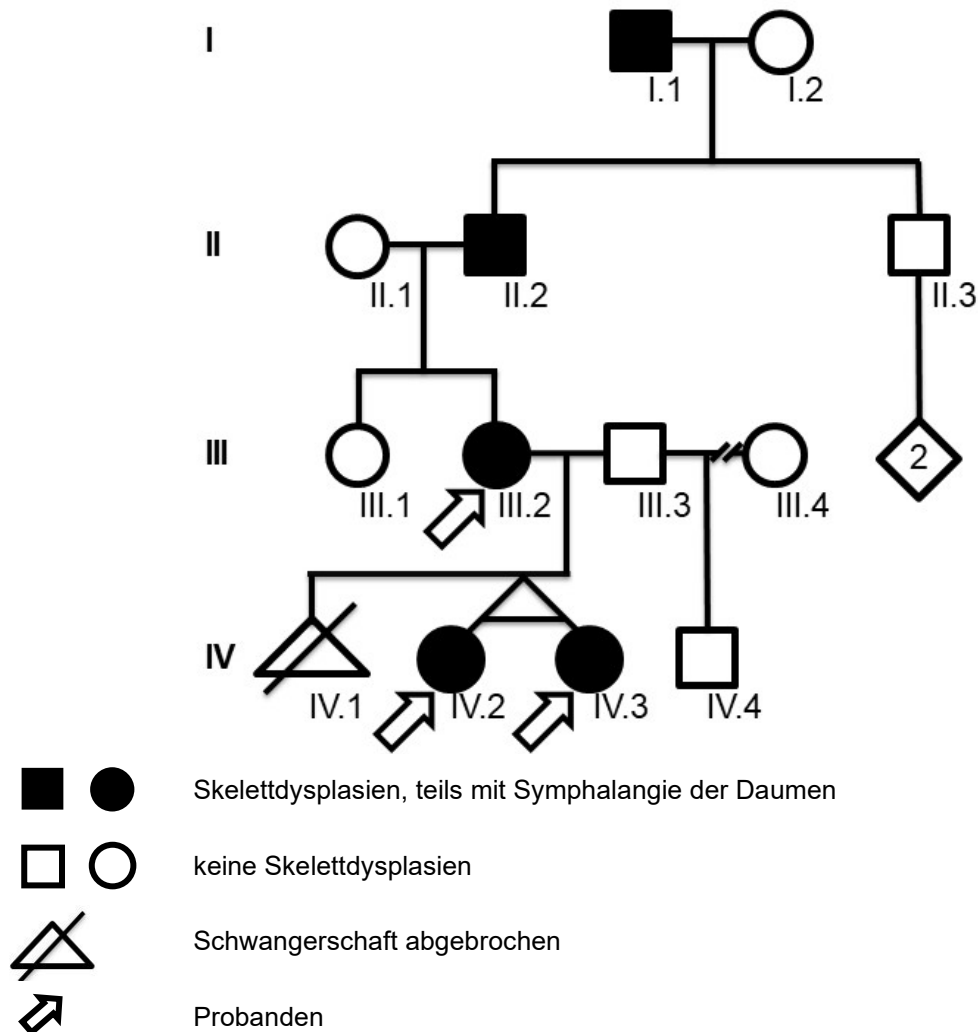 I
I.1 I.2
II
II.1 II.2 II.3
III
2
III.1 III.2 III.3 III.4
IV
IV.1 IV.2 IV.3 IV.4
Skelettdysplasien, teils mit Symphalangie der Daumen
keine Skelettdysplasien
Schwangerschaft abgebrochen
Probanden